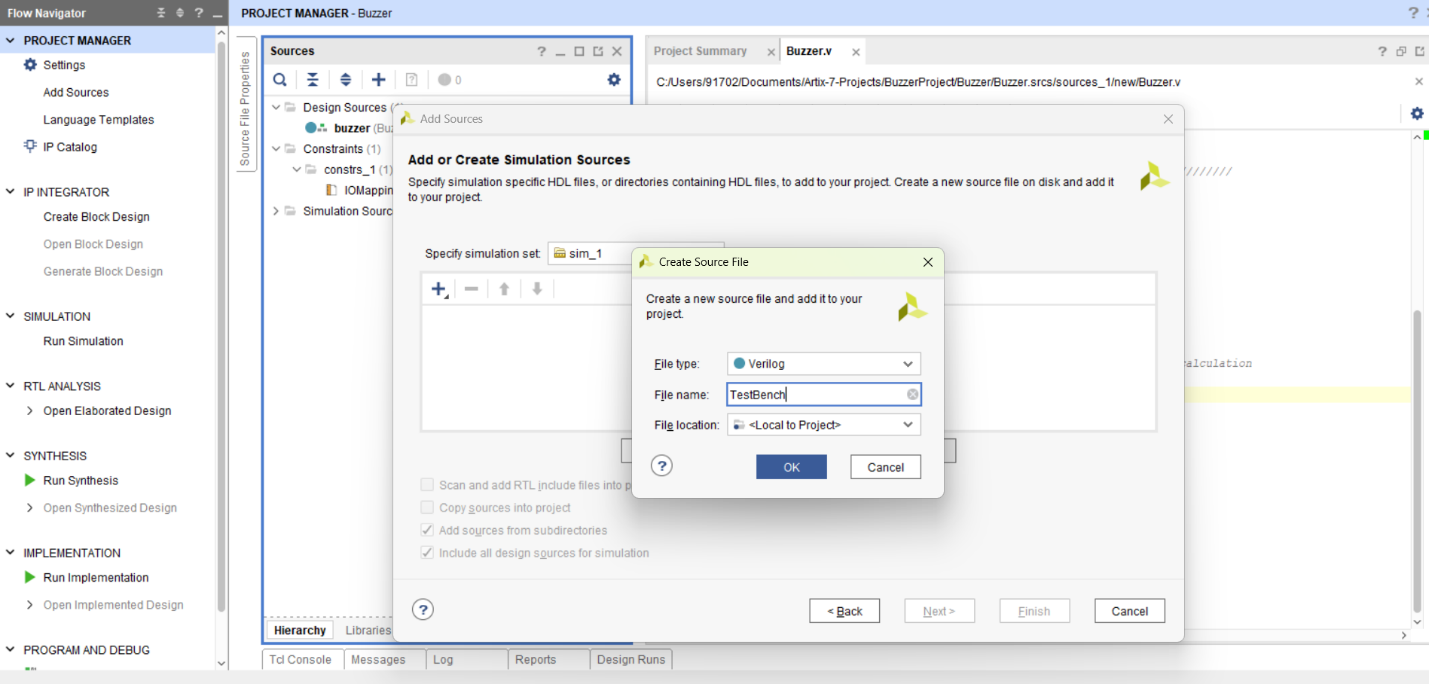 Flow Navigator
PROJECT MANAGER
Settings
Add Sources
Language Templates
IP Catalog
IP INTEGRATOR
Create Block Design
Open Block Design
Generate Block Design
SIMULATION
Run Simulation
RTL ANALYSIS
Open Elaborated Design
SYNTHESIS
Run Synthesis
Open Synthesized Design
IMPLEMENTATION
Run Implementation
Open Implemented Design
PROGRAM AND DEBUG
PROJECT MANAGER - Buzzer
Source File Properties
Sources
0
Design Sources
buzzer (Buz
Constraints (1)
constrs_1 (1)
IOMappin
Simulation Sourc
Hierarchy Libraries
Project Summary
Buzzer.v
C:/Users/91702/Documents/Artix-7-Projects/BuzzerProject/Buzzer/Buzzer.srcs/sources_1/new/Buzzer.v
///////
calculation
Add Sources
Add or Create Simulation Sources
Specify simulation specific HDL files, or directories containing HDL files, to add to your project. Create a new source file on disk and add it
to your project.
Specify simulation set: sim_1
Scan and add RTL include files into p
Copy sources into project
Add sources from subdirectories
Include all design sources for simulation
< Back Next > Finish Cancel
Create Source File
Create a new source file and add it to your
project.
File type: Verilog
File name: TestBench
File location: <Local to Project>
OK Cancel
Tcl Console Messages Log Reports Design Runs